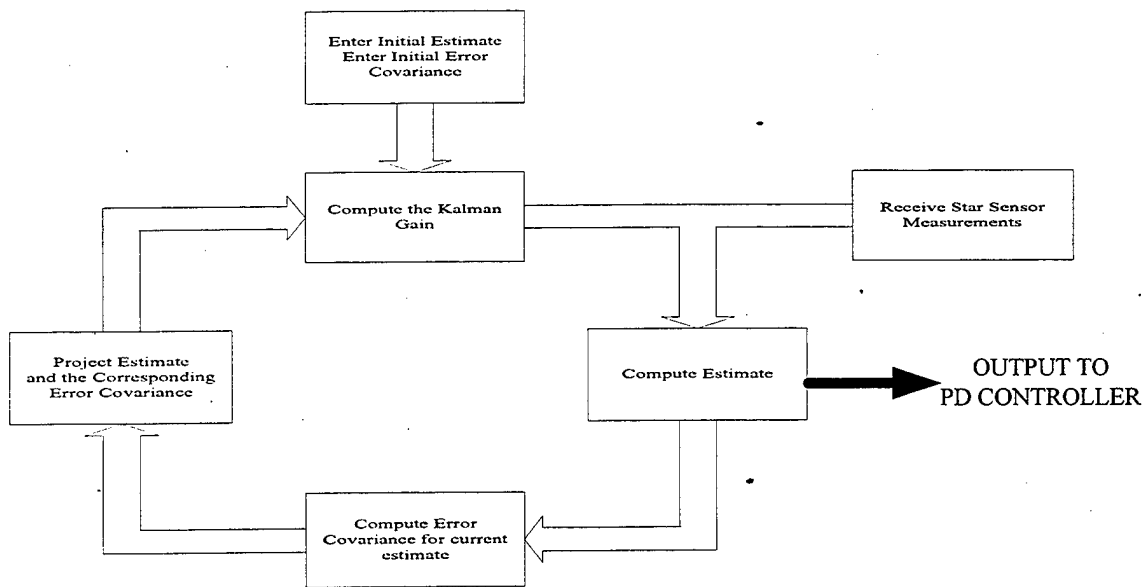 Enter Initial Estimate
Enter Initial Error
Covariance
Compute the Kalman
Gain
Receive Star Sensor
Measurements
Project Estimate
and the Corresponding
Error Covariance
Compute Estimate
OUTPUT TO
PD CONTROLLER
Compute Error
Covariance for current
estimate